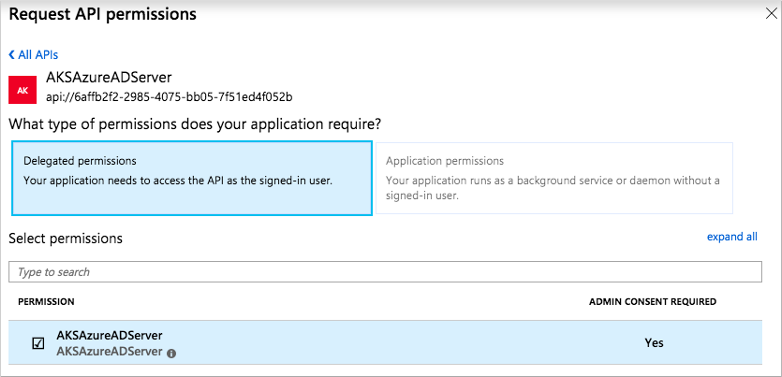 Request API permissions
All APIs
AK
AKSAzureADServer
api://6affb2f2-2985-4075-bb05-7f51ed4f052b
What type of permissions does your application require?
Delegated permissions
Your application needs to access the API as the signed-in user.
Application permissions
Your application runs as a background service or daemon without a
signed-in user.
Select permissions
expand all
Type to search
PERMISSION
ADMIN CONSENT REQUIRED
AKSAzureADServer
AKSAzureADServer
Yes